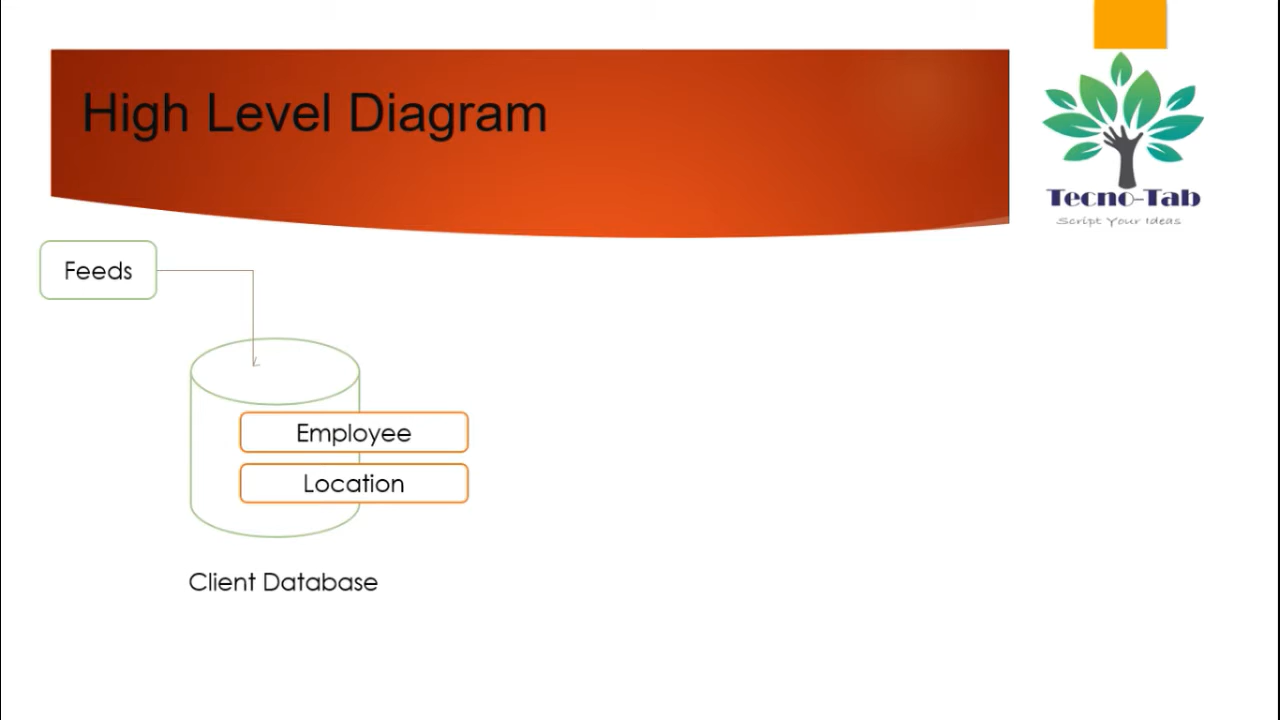 High Level Diagram
Tecno-Tab
Script Your Ideas
Feeds
Employee
Location
Client Database